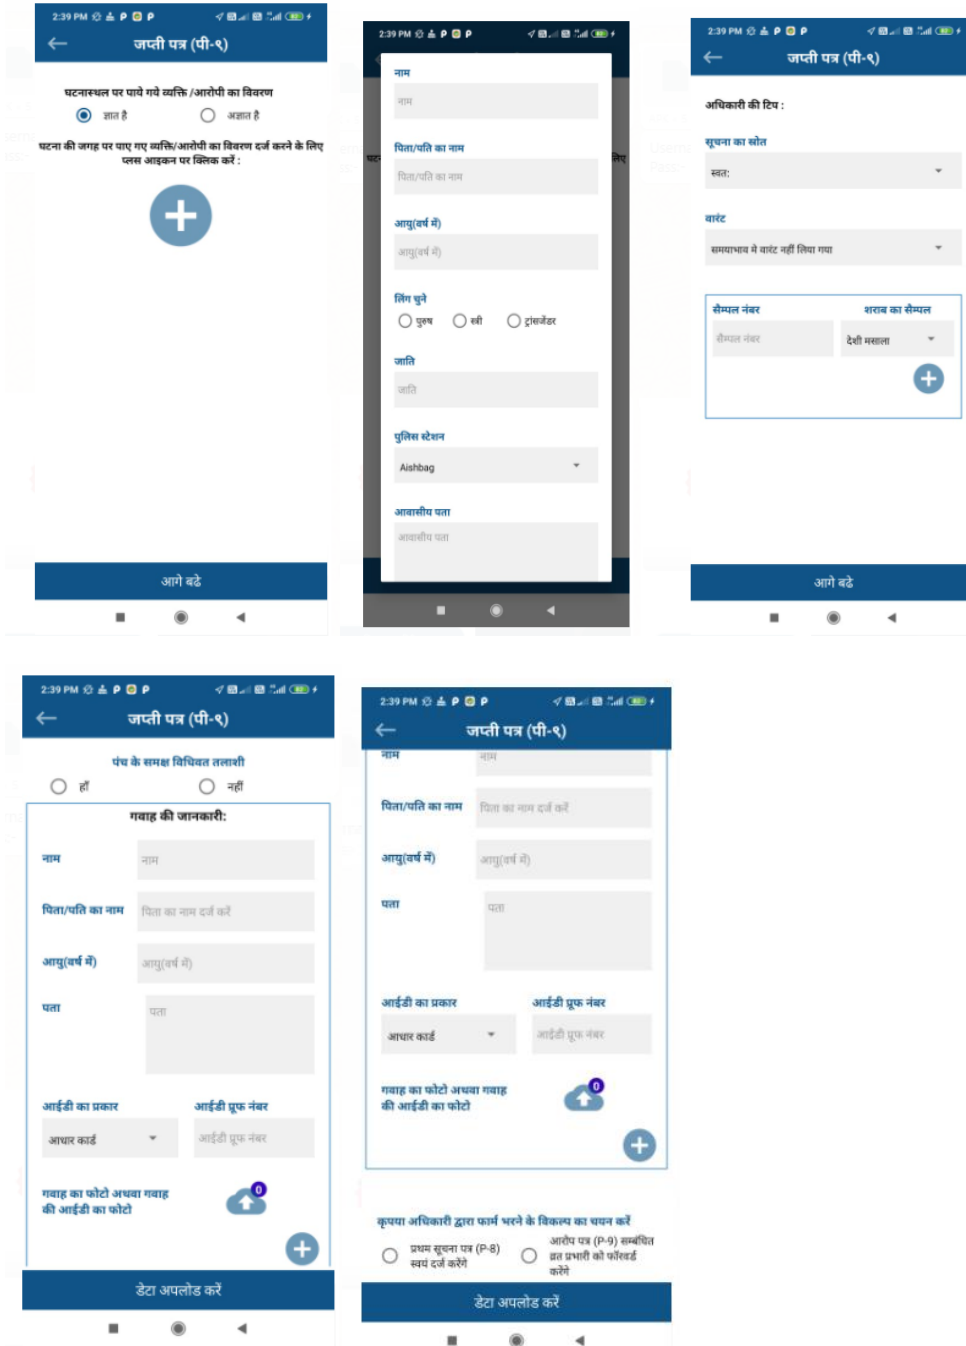 2:39 PM
जप्ती पत्र (पी-९)
घटनास्थल पर पाये गये व्यक्ति /आरोपी का विवरण
ज्ञात है
अज्ञात है
घटना की जगह पर पाए गए व्यक्ति/आरोपी का विवरण दर्ज करने के लिए
प्लस आइकन पर क्लिक करें :
आगे बढे
2:39 PM
नाम
नाम
पिता/पति का नाम
पिता/पति का नाम
आयु(वर्ष में)
आयु(वर्ष में)
लिंग चुने
पुरुष
स्त्री
ट्रांसजेंडर
जाति
जाति
पुलिस स्टेशन
Aishbag
आवासीय पता
आवासीय पता
2:39 PM
जप्ती पत्र (पी-९)
अधिकारी की टिप :
सूचना का स्रोत
स्वत:
वारंट
समयाभाव मे वारंट नहीं लिया गया
सैम्पल नंबर
शराब का सैम्पल
सैम्पल नंबर
देशी मसाला
आगे बढे
2:39 PM
जप्ती पत्र (पी-९)
पंच के समक्ष विधिवत तलाशी
हाँ
नहीं
गवाह की जानकारी:
नाम
नाम
पिता/पति का नाम
पिता का नाम दर्ज करें
आयु(वर्ष में)
आयु(वर्ष में)
पता
पता
आईडी का प्रकार
आईडी प्रूफ नंबर
आधार कार्ड
आईडी प्रूफ नंबर
गवाह का फोटो अथवा गवाह
की आईडी का फोटो
0
डेटा अपलोड करें
2:39 PM
जप्ती पत्र (पी-९)
नाम
नाम
पिता/पति का नाम
पिता का नाम दर्ज करें
आयु(वर्ष में)
आयु(वर्ष में)
पता
पता
आईडी का प्रकार
आईडी प्रूफ नंबर
आधार कार्ड
आईडी प्रूफ नंबर
गवाह का फोटो अथवा गवाह
की आईडी का फोटो
0
कृपया अधिकारी द्वारा फार्म भरने के विकल्प का चयन करें
प्रथम सूचना पत्र (P-8)
स्वयं दर्ज करेंगे
आरोप पत्र (P-9) सम्बंधित
व्रत प्रभारी को फॉरवर्ड
करेंगे
डेटा अपलोड करें